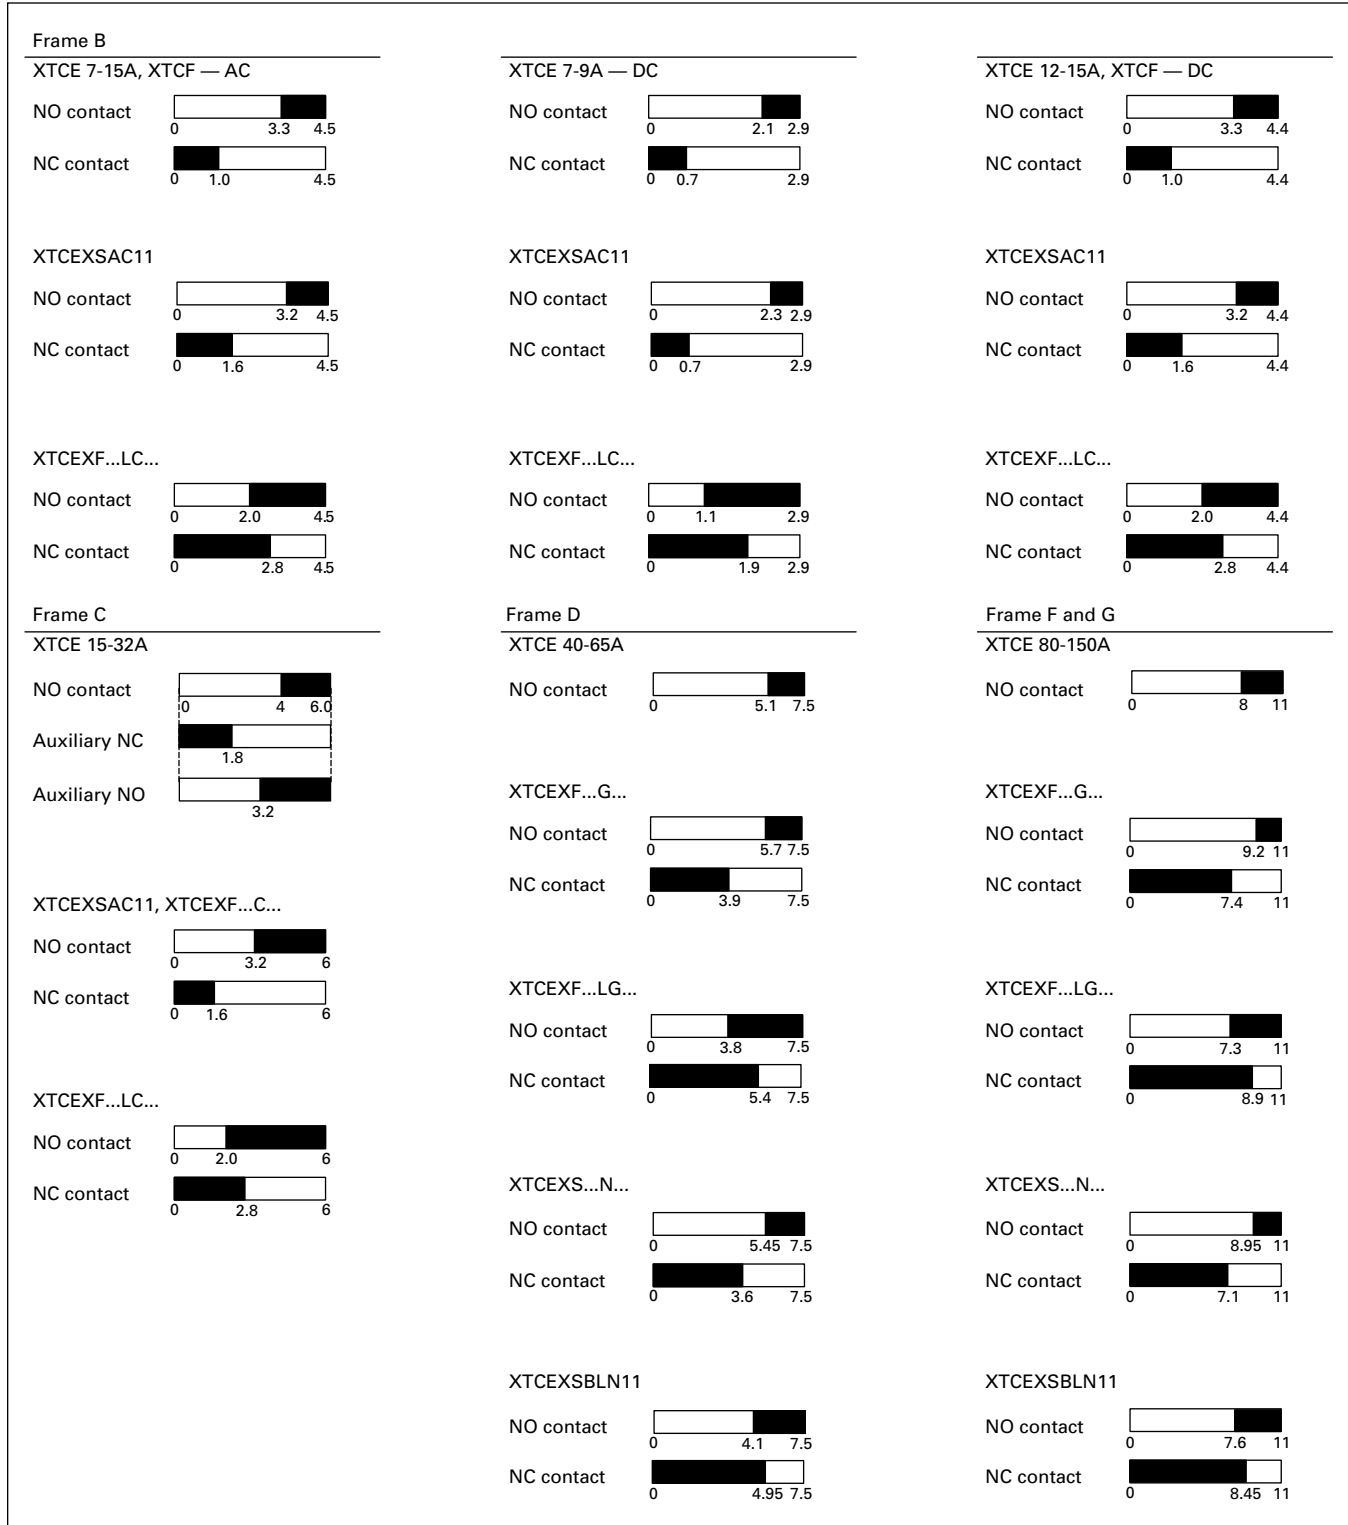 Frame B
XTCE 7-15A, XTCF — AC
NO contact
0 3.3 4.5
NC contact
0 1.0 4.5
XTCEXSAC11
NO contact
0 3.2 4.5
NC contact
0 1.6 4.5
XTCEXF...LC...
NO contact
0 2.0 4.5
NC contact
0 2.8 4.5
XTCE 7-9A — DC
NO contact
0 2.1 2.9
NC contact
0 0.7 2.9
XTCEXSAC11
NO contact
0 2.3 2.9
NC contact
0 0.7 2.9
XTCEXF...LC...
NO contact
0 1.1 2.9
NC contact
0 1.9 2.9
XTCE 12-15A, XTCF — DC
NO contact
0 3.3 4.4
NC contact
0 1.0 4.4
XTCEXSAC11
NO contact
0 3.2 4.4
NC contact
0 1.6 4.4
XTCEXF...LC...
NO contact
0 2.0 4.4
NC contact
0 2.8 4.4
Frame C
XTCE 15-32A
NO contact
0 4 6.0
Auxiliary NC
1.8
Auxiliary NO
3.2
XTCEXSAC11, XTCEXF...C...
NO contact
0 3.2 6
NC contact
0 1.6 6
XTCEXF...LC...
NO contact
0 2.0 6
NC contact
0 2.8 6
Frame D
XTCE 40-65A
NO contact
0 5.1 7.5
XTCEXF...G...
NO contact
0 5.7 7.5
NC contact
0 3.9 7.5
XTCEXF...LG...
NO contact
0 3.8 7.5
NC contact
0 5.4 7.5
XTCEXS...N...
NO contact
0 5.45 7.5
NC contact
0 3.6 7.5
XTCEXSBLN11
NO contact
0 4.1 7.5
NC contact
0 4.95 7.5
Frame F and G
XTCE 80-150A
NO contact
0 8 11
XTCEXF...G...
NO contact
0 9.2 11
NC contact
0 7.4 11
XTCEXF...LG...
NO contact
0 7.3 11
NC contact
0 8.9 11
XTCEXS...N...
NO contact
0 8.95 11
NC contact
0 7.1 11
XTCEXSBLN11
NO contact
0 7.6 11
NC contact
0 8.45 11